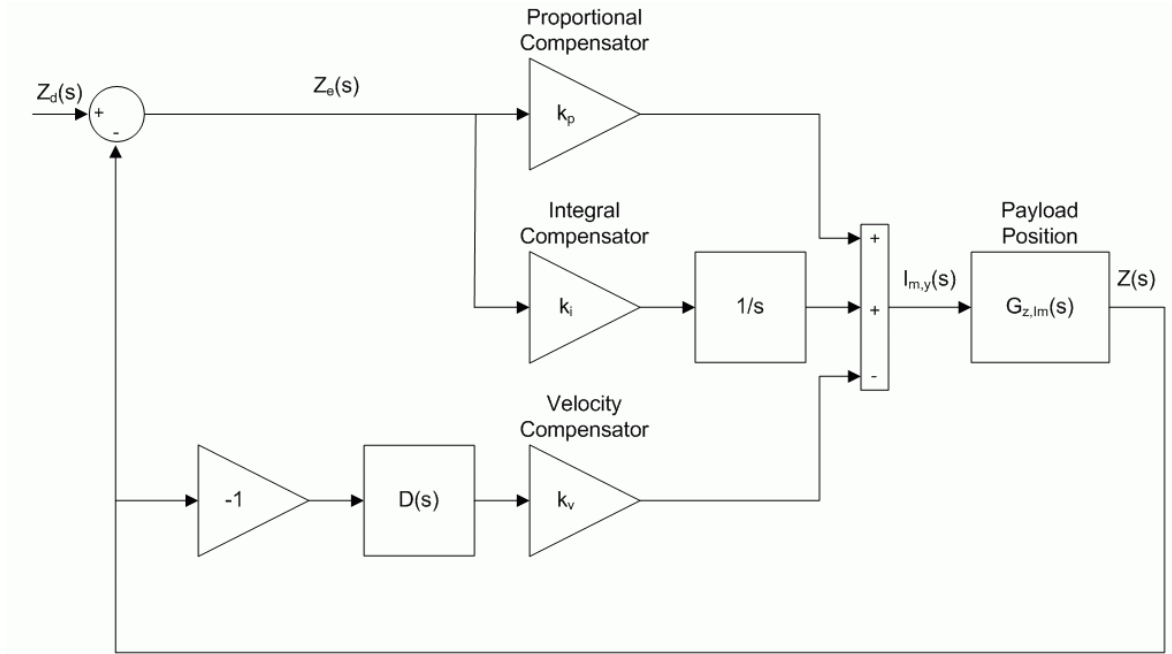 Proportional
Compensator
Z_d(s)
+
-
Z_e(s)
k_p
Integral
Compensator
k_i
1/s
+
+
-
I_m,y(s)
Payload
Position
G_z,Im(s)
Z(s)
Velocity
Compensator
-1
D(s)
k_v